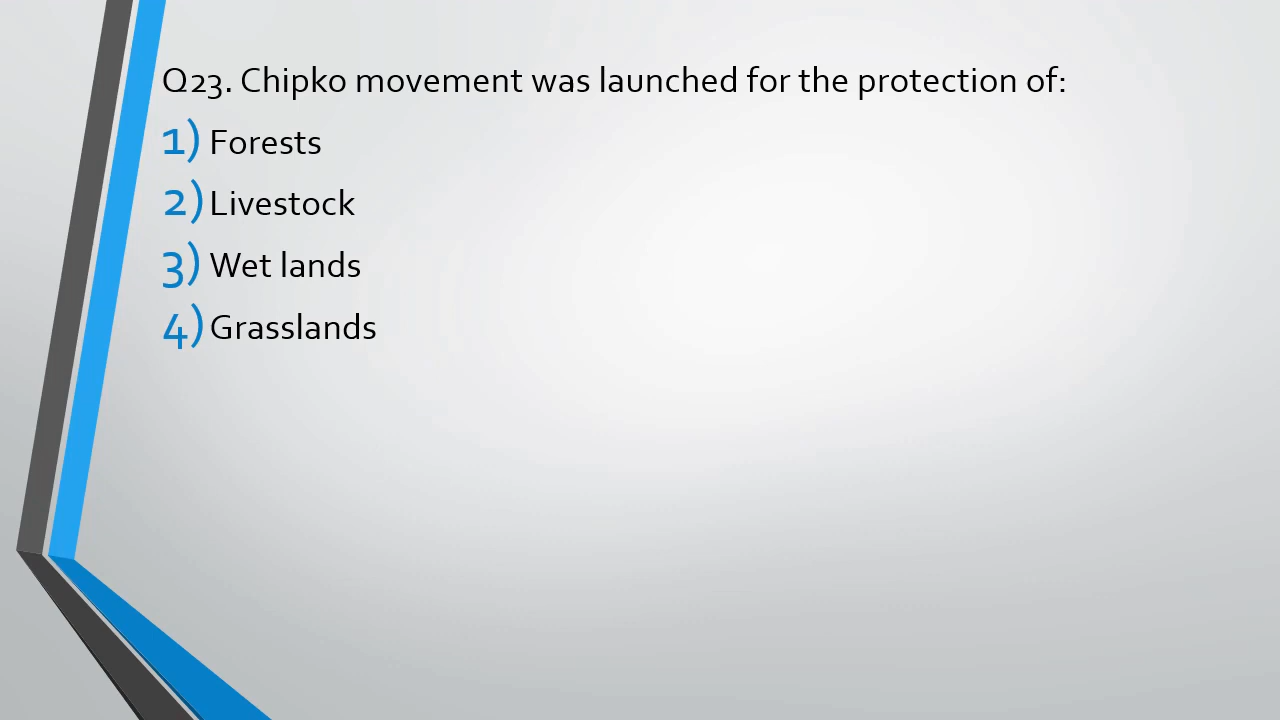 Q23. Chipko movement was launched for the protection of:
1) Forests
2) Livestock
3) Wet lands
4) Grasslands